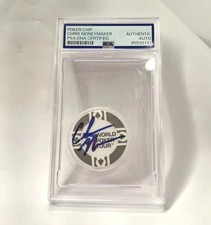 POKER CHIP
CHRIS MONEYMAKER
PSA/DNA CERTIFIED
AUTHENTIC
AUTO
WORLD
POKER
TOUR